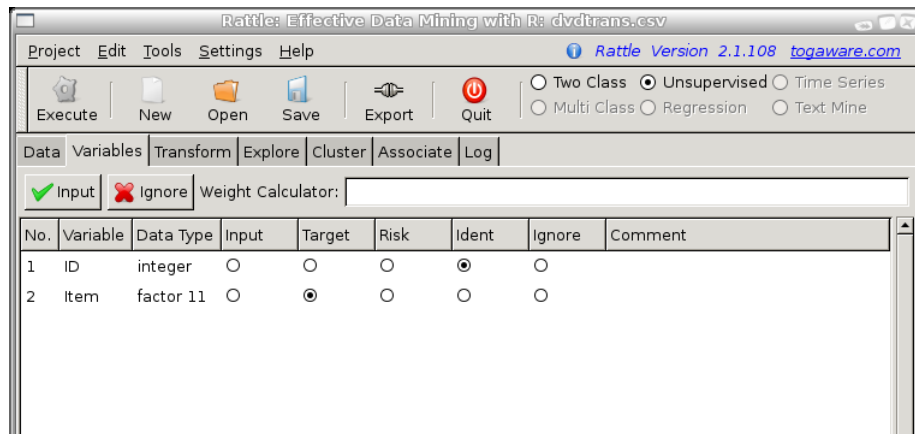 Rattle: Effective Data Mining with R: dvdtrans.csv
Project Edit Tools Settings Help Rattle Version 2.1.108 togaware.com
Two Class Unsupervised Time Series
Execute New Open Save Export Quit Multi Class Regression Text Mine
Data Variables Transform Explore Cluster Associate Log
Input Ignore Weight Calculator:
No. Variable Data Type Input Target Risk Ident Ignore Comment
1 ID integer
2 Item factor 11